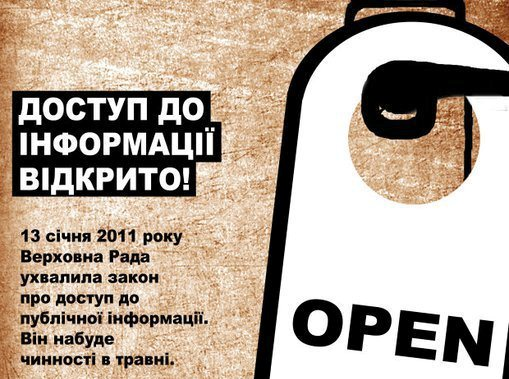 ДОСТУП ДО
ІНФОРМАЦІЇ
ВІДКРИТО!
13 січня 2011 року
Верховна Рада
ухвалила закон
про доступ до
публічної інформації.
Він набуде
чинності в травні.
OPEN